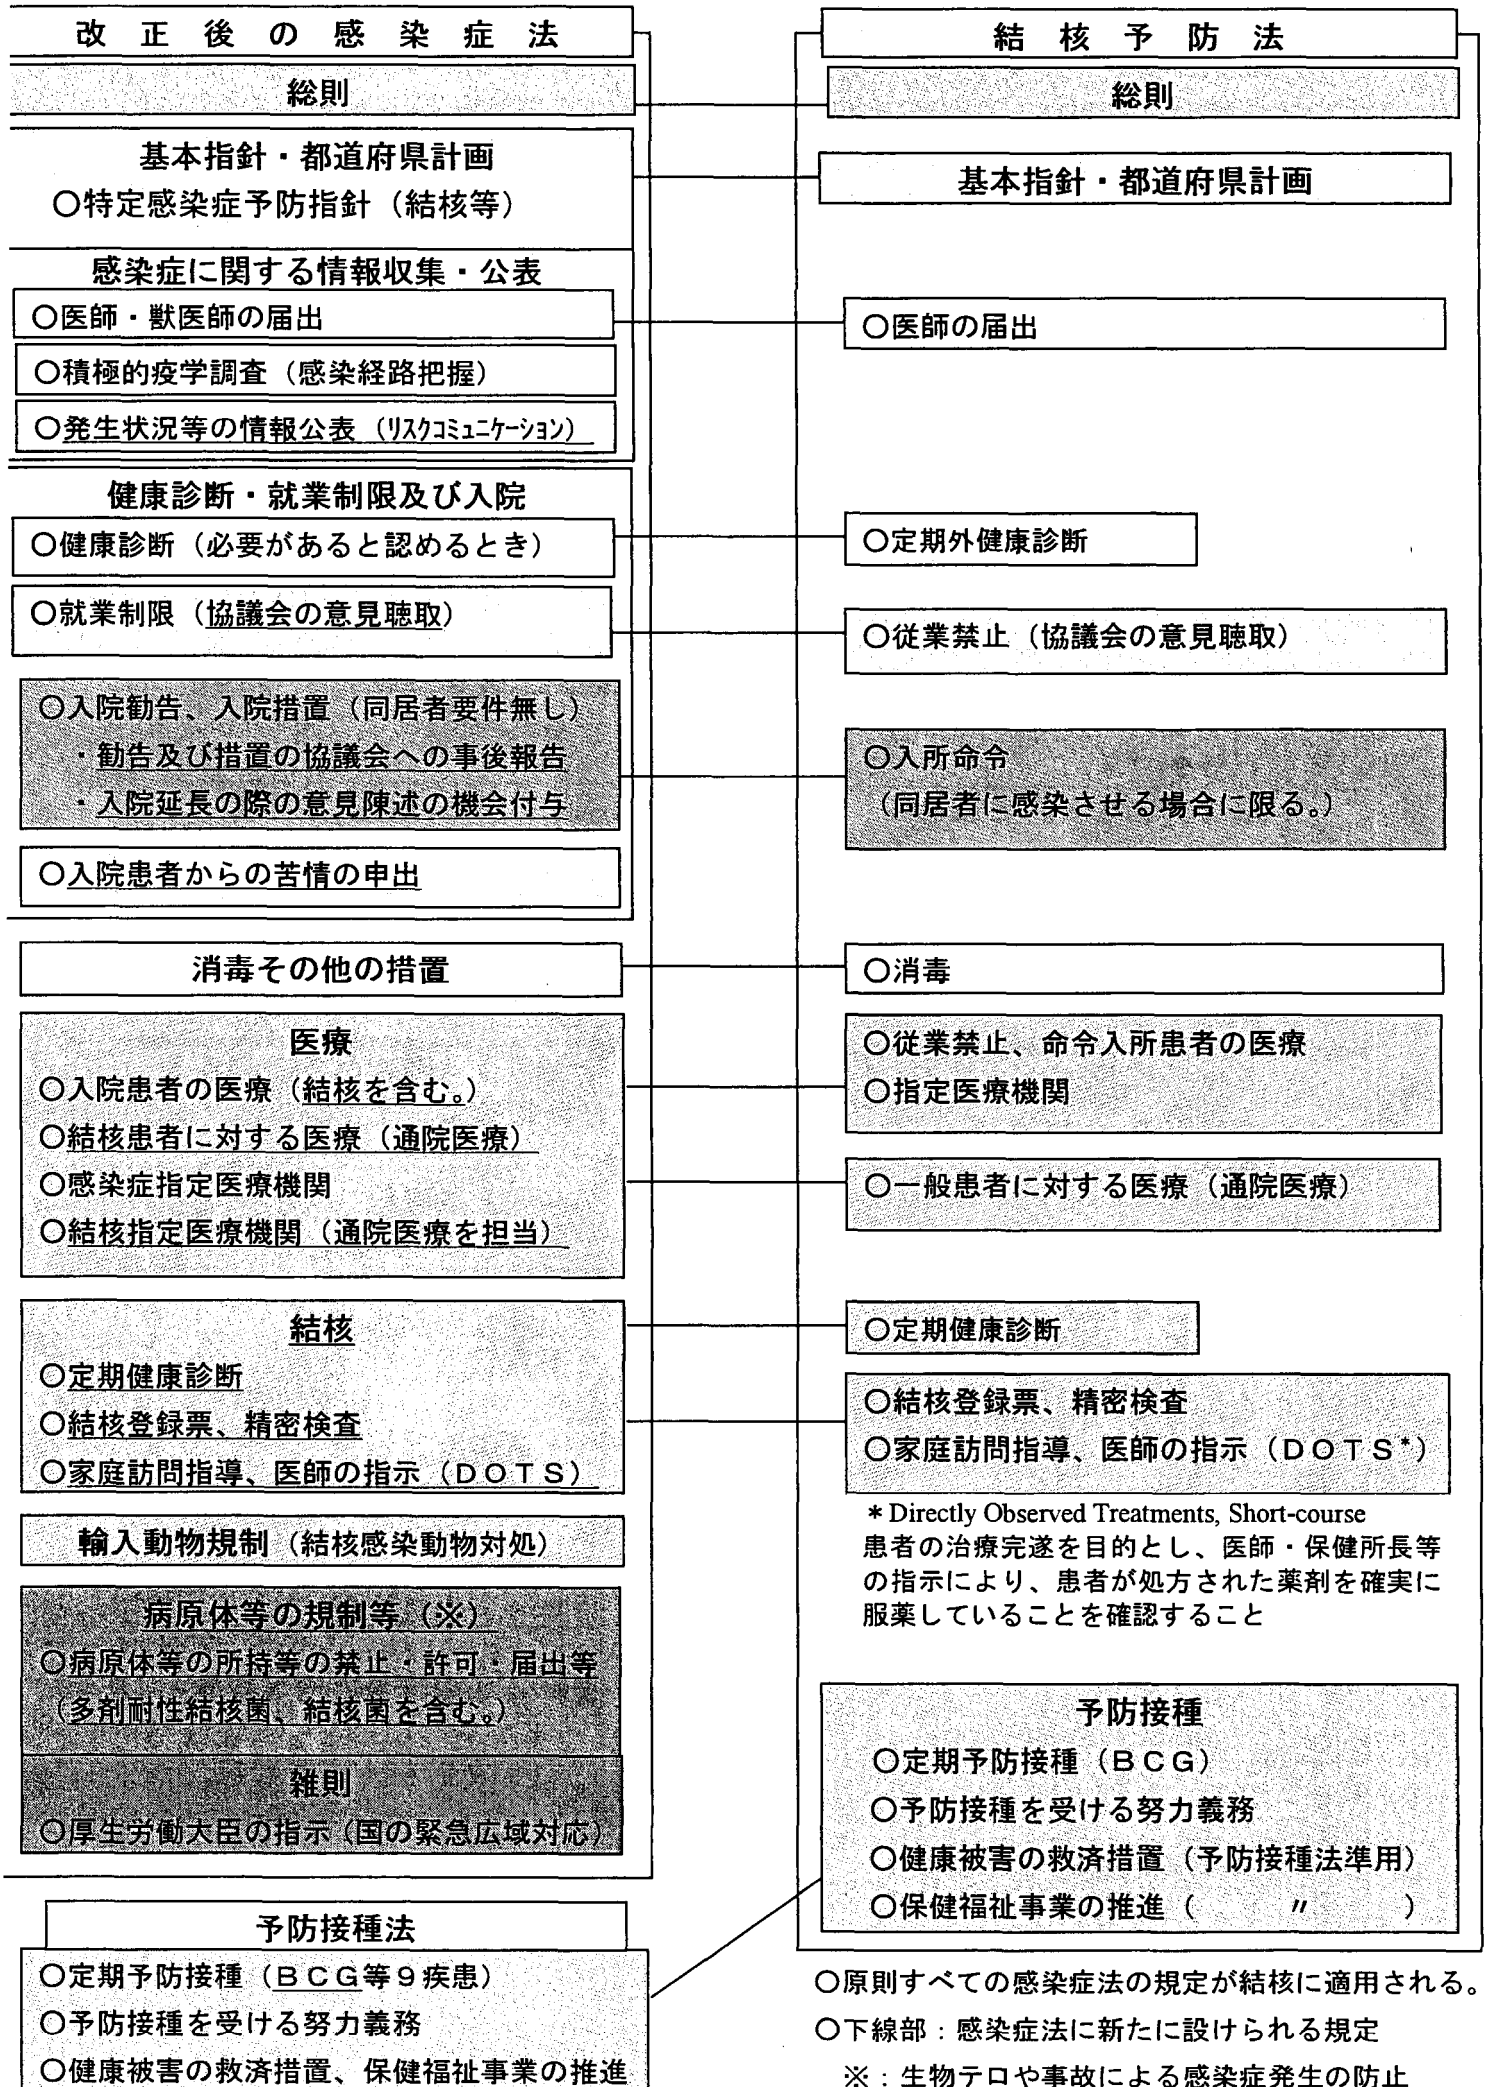 改正後の感染症法
総則
基本指針・都道府県計画
○特定感染症予防指針（結核等）
感染症に関する情報収集・公表
○医師・獣医師の届出
○積極的疫学調査（感染経路把握）
○発生状況等の情報公表（ﾘｽｸｺﾐｭﾆｹｰｼｮﾝ）
健康診断・就業制限及び入院
○健康診断（必要があると認めるとき）
○就業制限（協議会の意見聴取）
○入院勧告、入院措置（同居者要件無し）
・勧告及び措置の協議会への事後報告
・入院延長の際の意見陳述の機会付与
○入院患者からの苦情の申出
消毒その他の措置
医療
○入院患者の医療（結核を含む。）
○結核患者に対する医療（通院医療）
○感染症指定医療機関
○結核指定医療機関（通院医療を担当）
結核
○定期健康診断
○結核登録票、精密検査
○家庭訪問指導、医師の指示（ＤＯＴＳ）
輸入動物規制（結核感染動物対処）
病原体等の規制等（※）
○病原体等の所持等の禁止・許可・届出等
（多剤耐性結核菌、結核菌を含む。）
雑則
○厚生労働大臣の指示（国の緊急広域対応）
予防接種法
○定期予防接種（ＢＣＧ等９疾患）
○予防接種を受ける努力義務
○健康被害の救済措置、保健福祉事業の推進
結核予防法
総則
基本指針・都道府県計画
○医師の届出
○定期外健康診断
○従業禁止（協議会の意見聴取）
○入所命令
（同居者に感染させる場合に限る。）
○消毒
○従業禁止、命令入所患者の医療
○指定医療機関
○一般患者に対する医療（通院医療）
○定期健康診断
○結核登録票、精密検査
○家庭訪問指導、医師の指示（ＤＯＴＳ*）
* Directly Observed Treatments, Short-course
患者の治療完遂を目的とし、医師・保健所長等
の指示により、患者が処方された薬剤を確実に
服薬していることを確認すること
予防接種
○定期予防接種（ＢＣＧ）
○予防接種を受ける努力義務
○健康被害の救済措置（予防接種法準用）
○保健福祉事業の推進（　〃　）
○原則すべての感染症法の規定が結核に適用される。
○下線部：感染症法に新たに設けられる規定
※：生物テロや事故による感染症発生の防止